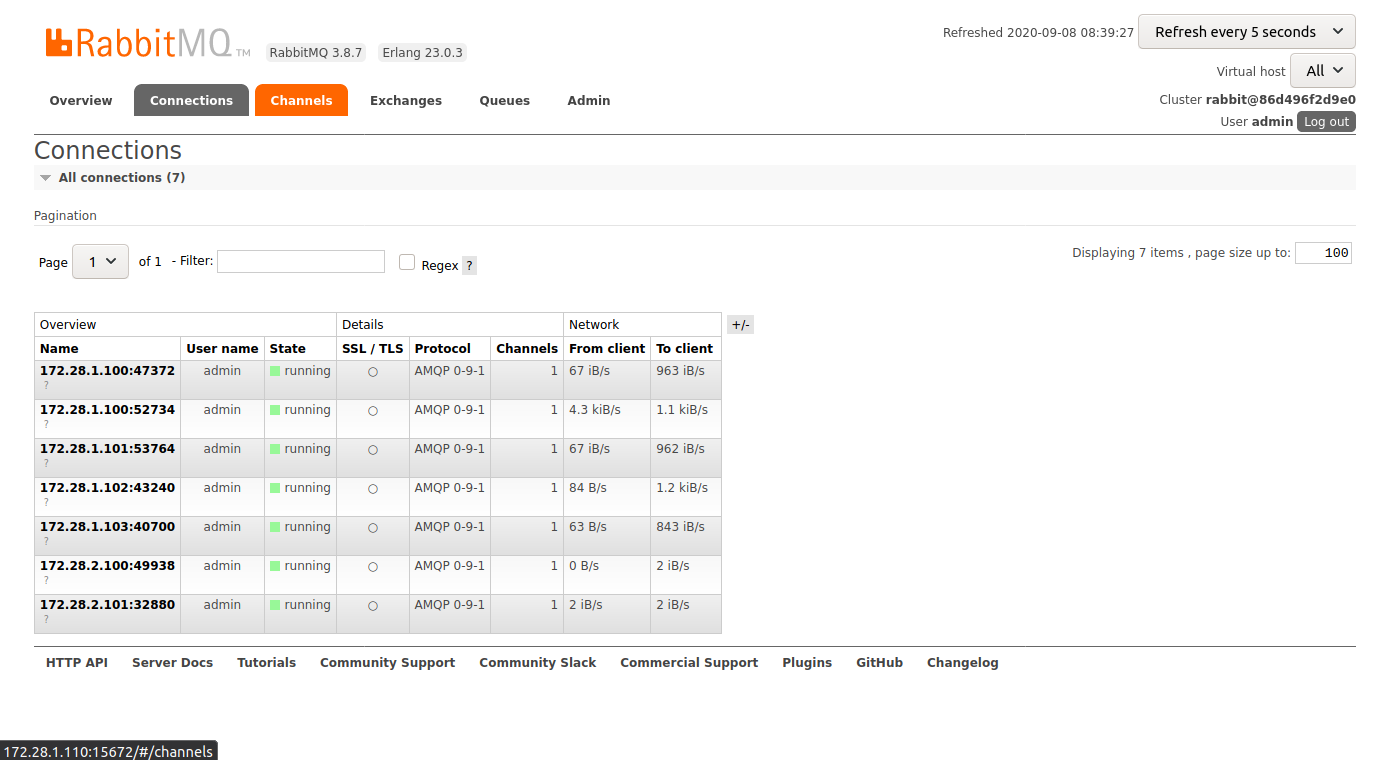 RabbitMQ TM RabbitMQ 3.8.7 Erlang 23.0.3
Refreshed 2020-09-08 08:39:27 Refresh every 5 seconds
Virtual host All
Cluster rabbit@86d496f2d9e0
User admin Log out
Overview Connections Channels Exchanges Queues Admin
Connections
All connections (7)
Pagination
Page 1 of 1 - Filter: Regex ? Displaying 7 items , page size up to: 100
Overview Details Network +/-
Name User name State SSL / TLS Protocol Channels From client To client
172.28.1.100:47372 admin running ○ AMQP 0-9-1 1 67 iB/s 963 iB/s
?
172.28.1.100:52734 admin running ○ AMQP 0-9-1 1 4.3 kiB/s 1.1 kiB/s
?
172.28.1.101:53764 admin running ○ AMQP 0-9-1 1 67 iB/s 962 iB/s
?
172.28.1.102:43240 admin running ○ AMQP 0-9-1 1 84 B/s 1.2 kiB/s
?
172.28.1.103:40700 admin running ○ AMQP 0-9-1 1 63 B/s 843 iB/s
?
172.28.2.100:49938 admin running ○ AMQP 0-9-1 1 0 B/s 2 iB/s
?
172.28.2.101:32880 admin running ○ AMQP 0-9-1 1 2 iB/s 2 iB/s
?
HTTP API Server Docs Tutorials Community Support Community Slack Commercial Support Plugins GitHub Changelog
172.28.1.110:15672/#/channels